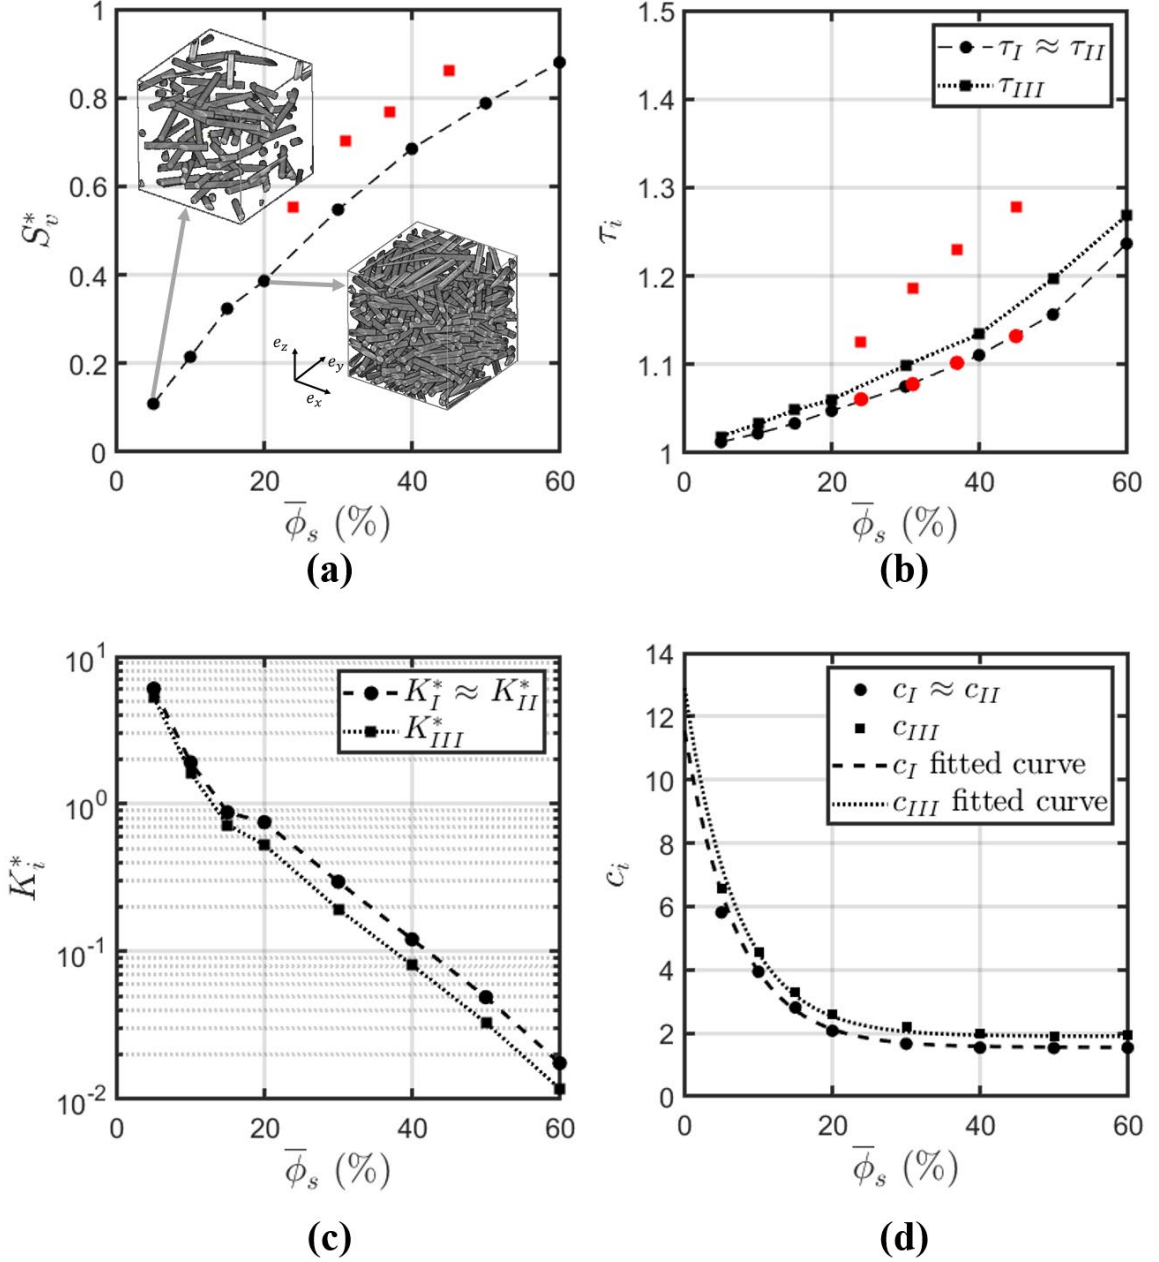 1
0.8
0.6
0.4
0.2
0
0 20 40 60
S*v
e_z
e_y
e_x
ϕ̅s (%)
(a)
1.5
1.4
1.3
1.2
1.1
1
0 20 40 60
τi
τI ≈ τII
τIII
ϕ̅s (%)
(b)
10^1
10^0
10^-1
10^-2
0 20 40 60
K*i
K*I ≈ K*II
K*III
ϕ̅s (%)
(c)
14
12
10
8
6
4
2
0
0 20 40 60
ci
cI ≈ cII
cIII
cI fitted curve
cIII fitted curve
ϕ̅s (%)
(d)